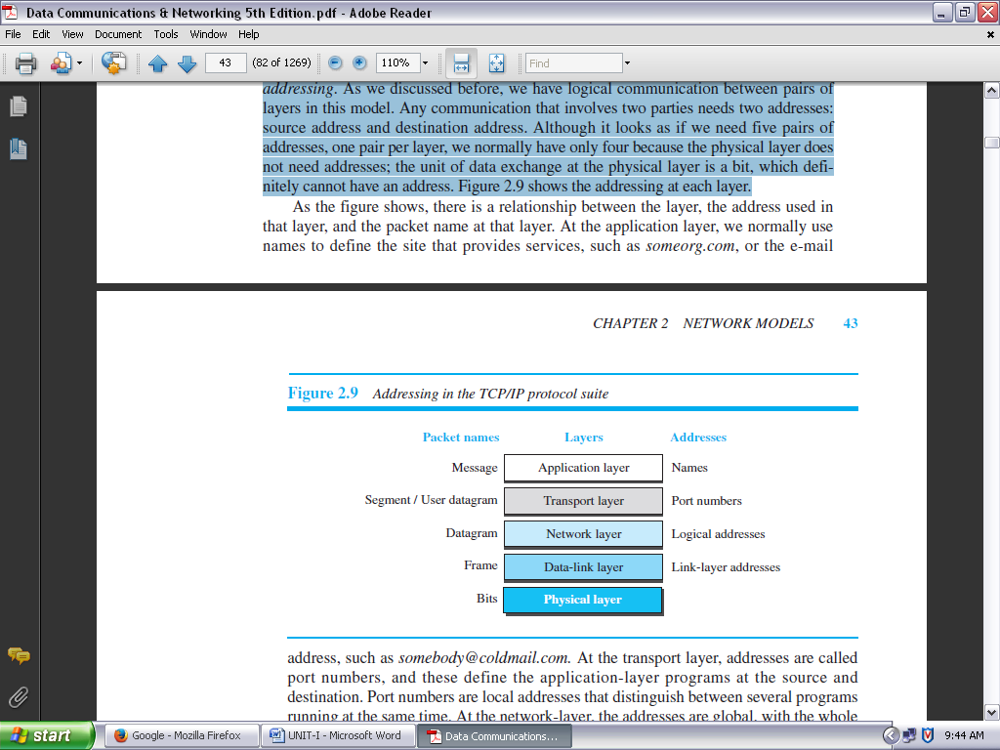 Data Communications & Networking 5th Edition.pdf - Adobe Reader
File Edit View Document Tools Window Help
43 (82 of 1269) 110% Find
addressing. As we discussed before, we have logical communication between pairs of
layers in this model. Any communication that involves two parties needs two addresses:
source address and destination address. Although it looks as if we need five pairs of
addresses, one pair per layer, we normally have only four because the physical layer does
not need addresses; the unit of data exchange at the physical layer is a bit, which defi-
nitely cannot have an address. Figure 2.9 shows the addressing at each layer.
As the figure shows, there is a relationship between the layer, the address used in
that layer, and the packet name at that layer. At the application layer, we normally use
names to define the site that provides services, such as someorg.com, or the e-mail
CHAPTER 2 NETWORK MODELS 43
Figure 2.9 Addressing in the TCP/IP protocol suite
Packet names Layers Addresses
Message Application layer Names
Segment / User datagram Transport layer Port numbers
Datagram Network layer Logical addresses
Frame Data-link layer Link-layer addresses
Bits Physical layer
address, such as somebody@coldmail.com. At the transport layer, addresses are called
port numbers, and these define the application-layer programs at the source and
destination. Port numbers are local addresses that distinguish between several programs
running at the same time. At the network-layer, the addresses are global, with the whole
start Google - Mozilla Firefox UNIT-I - Microsoft Word Data Communications... 9:44 AM